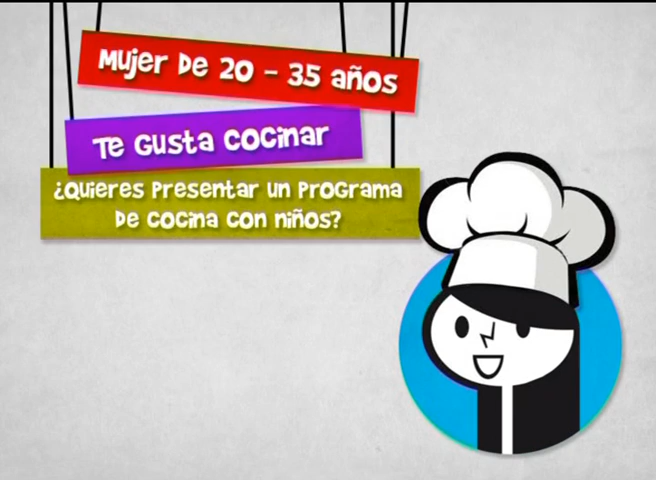 Mujer de 20 - 35 años
Te gusta cocinar
¿Quieres presentar un programa
de cocina con niños?